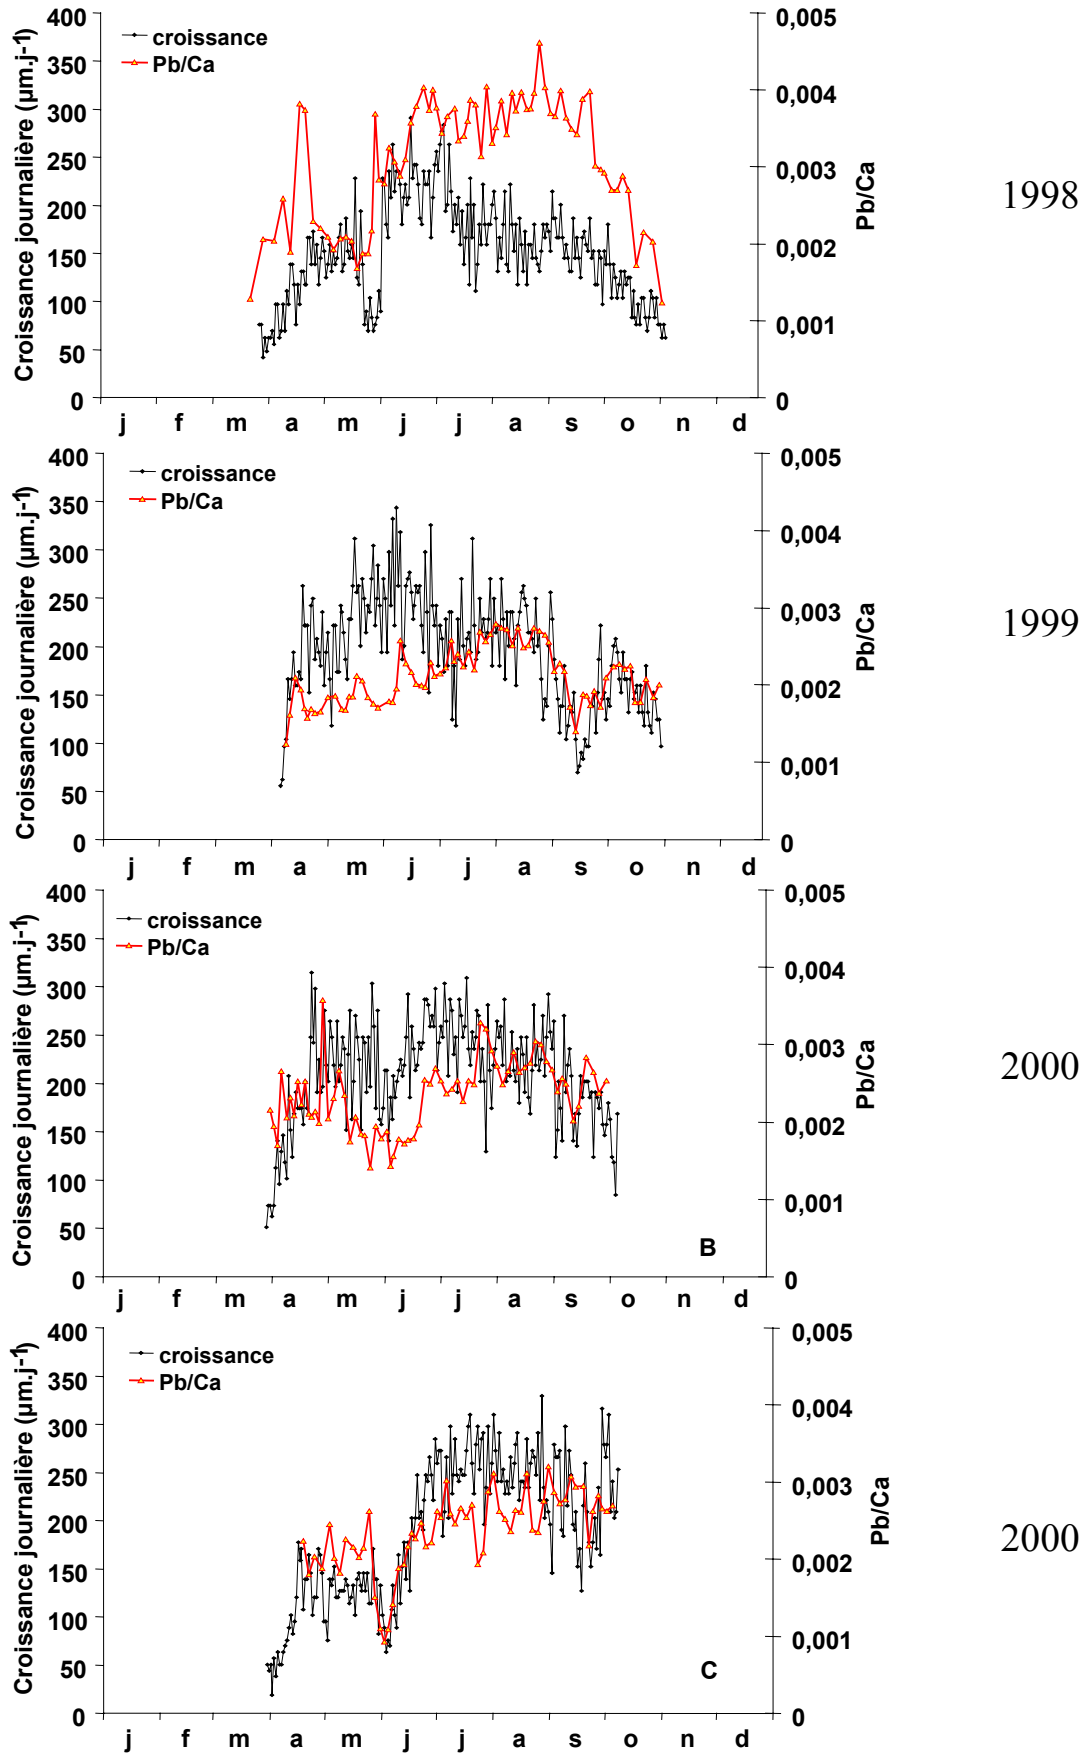 400 0,005
croissance
Pb/Ca
350
300 0,004
250 0,003
200
150 0,002
100 0,001
50
0 0
Croissance journalière (µm.j-1)
Pb/Ca
1998
j f m a m j j a s o n d
400 0,005
croissance
Pb/Ca
350 0,004
300
250 0,003
200
150 0,002
100 0,001
50
0 0
Croissance journalière (µm.j-1)
Pb/Ca
1999
j f m a m j j a s o n d
400 0,005
croissance
Pb/Ca
350 0,004
300
250 0,003
200
150 0,002
100 0,001
50
0 0
Croissance journalière (µm.j-1)
Pb/Ca
2000
B
j f m a m j j a s o n d
400 0,005
croissance
Pb/Ca
350 0,004
300
250 0,003
200
150 0,002
100 0,001
50
0 0
Croissance journalière (µm.j-1)
Pb/Ca
2000
C
j f m a m j j a s o n d